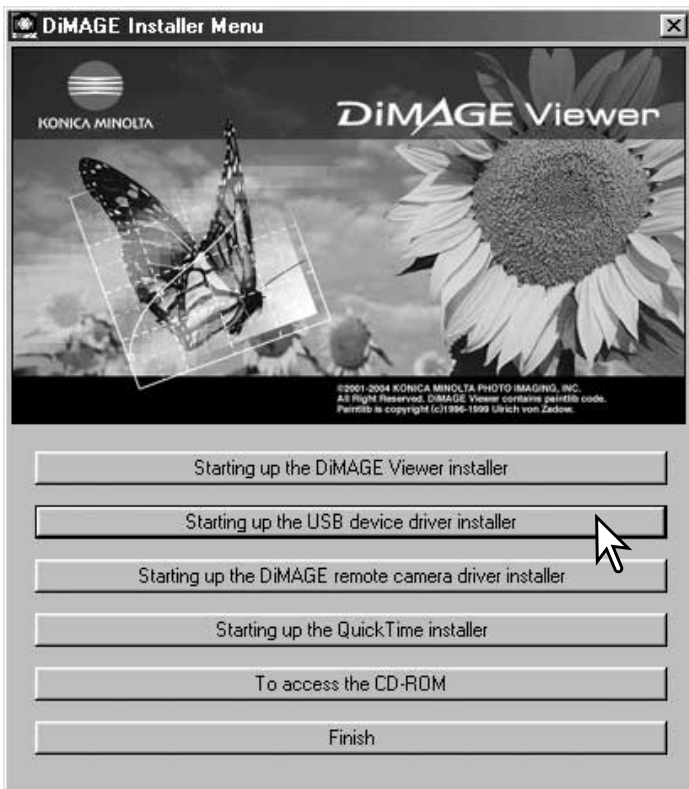 DiMAGE Installer Menu
KONICA MINOLTA
DiMAGE Viewer
©2001-2004 KONICA MINOLTA PHOTO IMAGING, INC.
All Right Reserved. DiMAGE Viewer contains paintlib code.
Paintlib is copyright (c)1996-1999 Ulrich von Zadow.
Starting up the DiMAGE Viewer installer
Starting up the USB device driver installer
Starting up the DiMAGE remote camera driver installer
Starting up the QuickTime installer
To access the CD-ROM
Finish